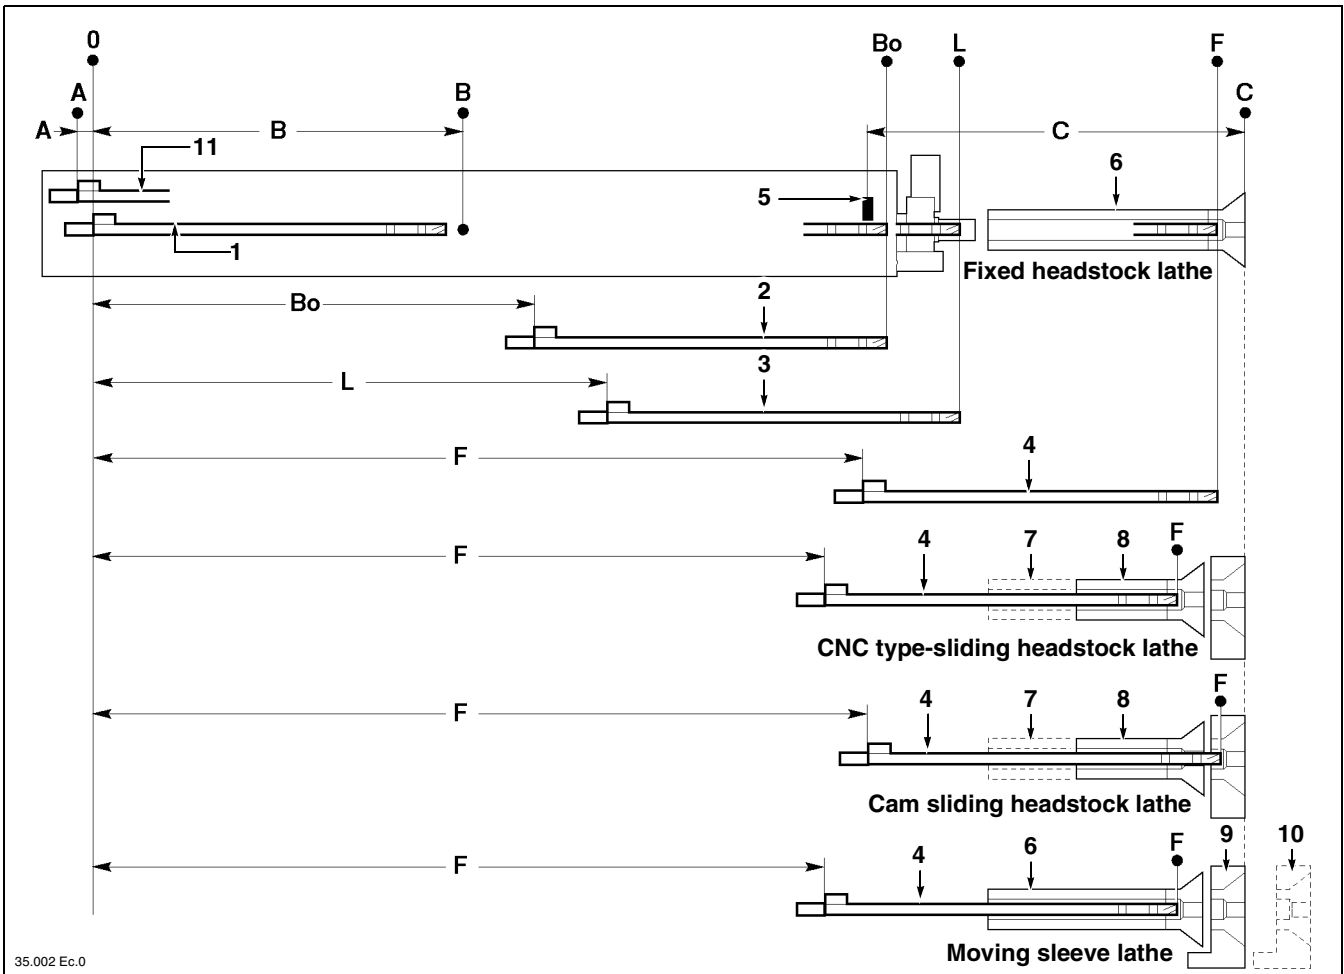 0
Bo L F
A B C
A B C
11
6
5
1
Fixed headstock lathe
2
Bo
3
L
4
F
F
4 7 8 F
CNC type-sliding headstock lathe
F
4 7 8 F
Cam sliding headstock lathe
F
4 6 F 9 10
Moving sleeve lathe
35.002 Ec.0